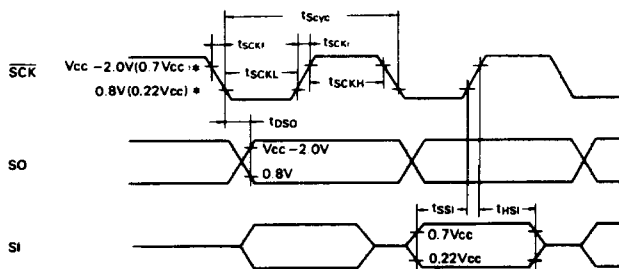 tScyc
tSCKf
tSCKr
SCK
Vcc −2.0V(0.7Vcc)*
tSCKL
tSCKH
0.8V(0.22Vcc)*
tDSO
SO
Vcc −2.0V
0.8V
tSSI
tHSI
SI
0.7Vcc
0.22Vcc